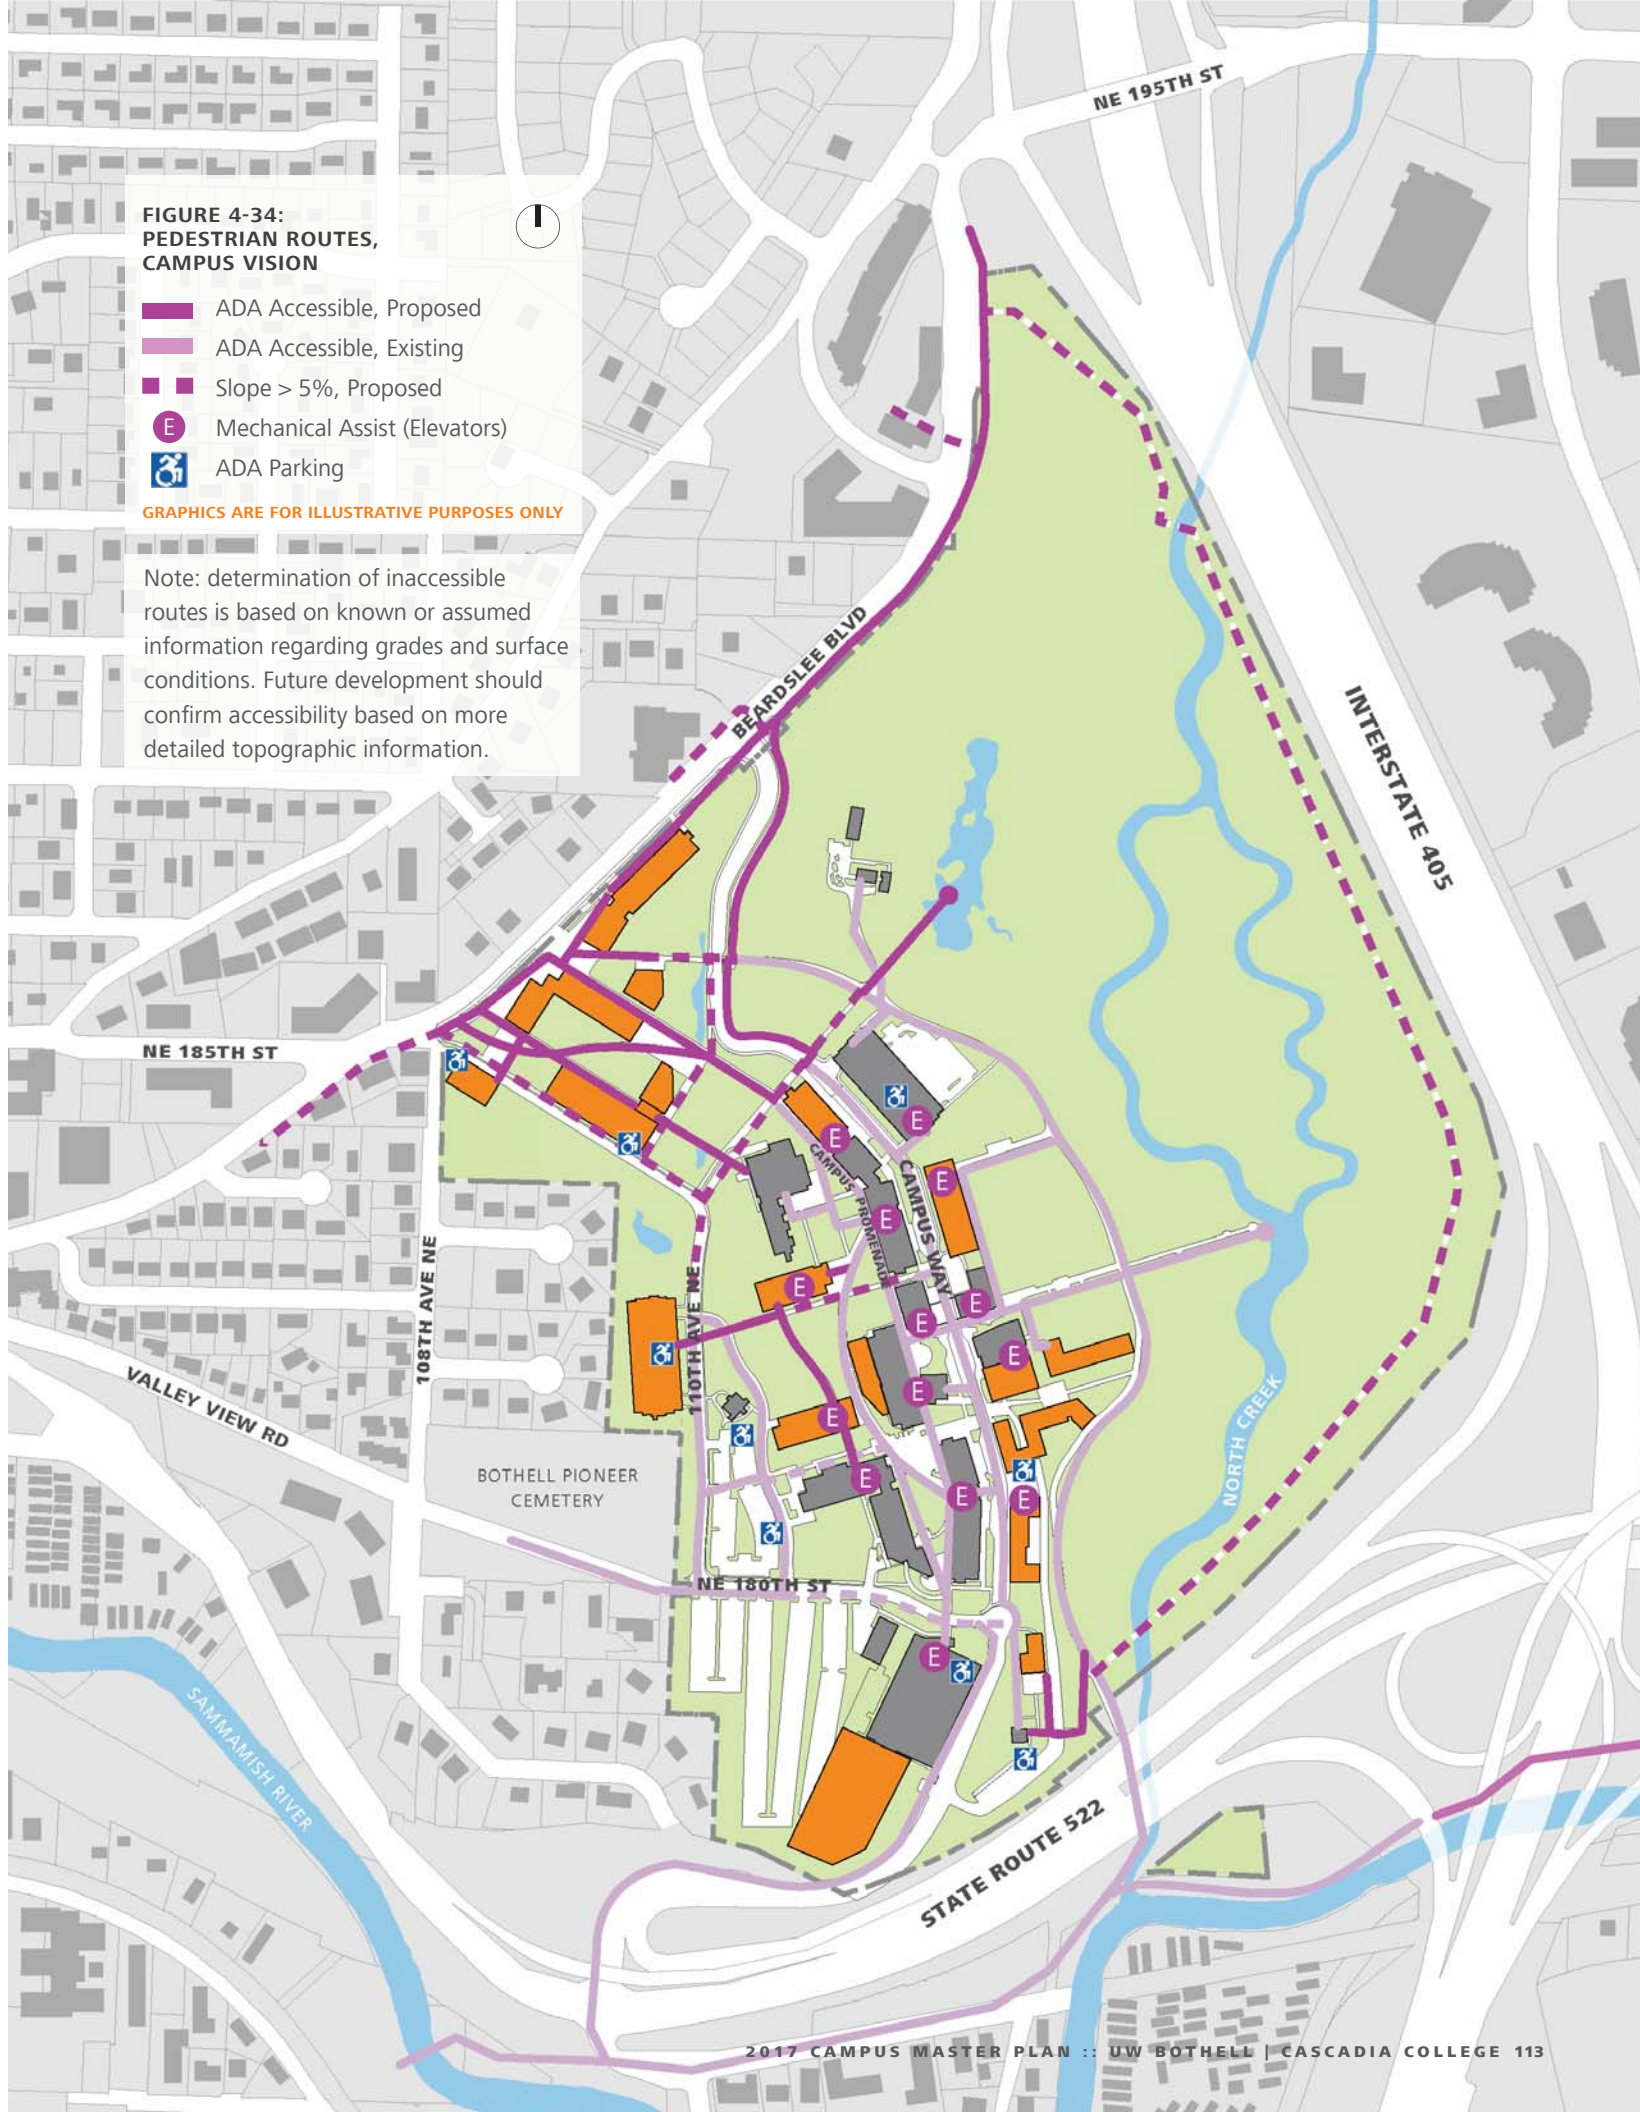 FIGURE 4-34:
PEDESTRIAN ROUTES,
CAMPUS VISION
ADA Accessible, Proposed
ADA Accessible, Existing
Slope > 5%, Proposed
E
Mechanical Assist (Elevators)
ADA Parking
GRAPHICS ARE FOR ILLUSTRATIVE PURPOSES ONLY
Note: determination of inaccessible
routes is based on known or assumed
information regarding grades and surface
conditions. Future development should
confirm accessibility based on more
detailed topographic information.
NE 195TH ST
BEARDSLEE BLVD
INTERSTATE 405
NE 185TH ST
E
E
CAMPUS PROMENADE
CAMPUS WAY
E
E
108TH AVE NE
110TH AVE NE
E
E
E
E
E
VALLEY VIEW RD
E
NORTH CREEK
BOTHELL PIONEER
CEMETERY
E
E
E
NE 180TH ST
E
SAMMAMISH RIVER
STATE ROUTE 522
2017 CAMPUS MASTER PLAN :: UW BOTHELL | CASCADIA COLLEGE 113